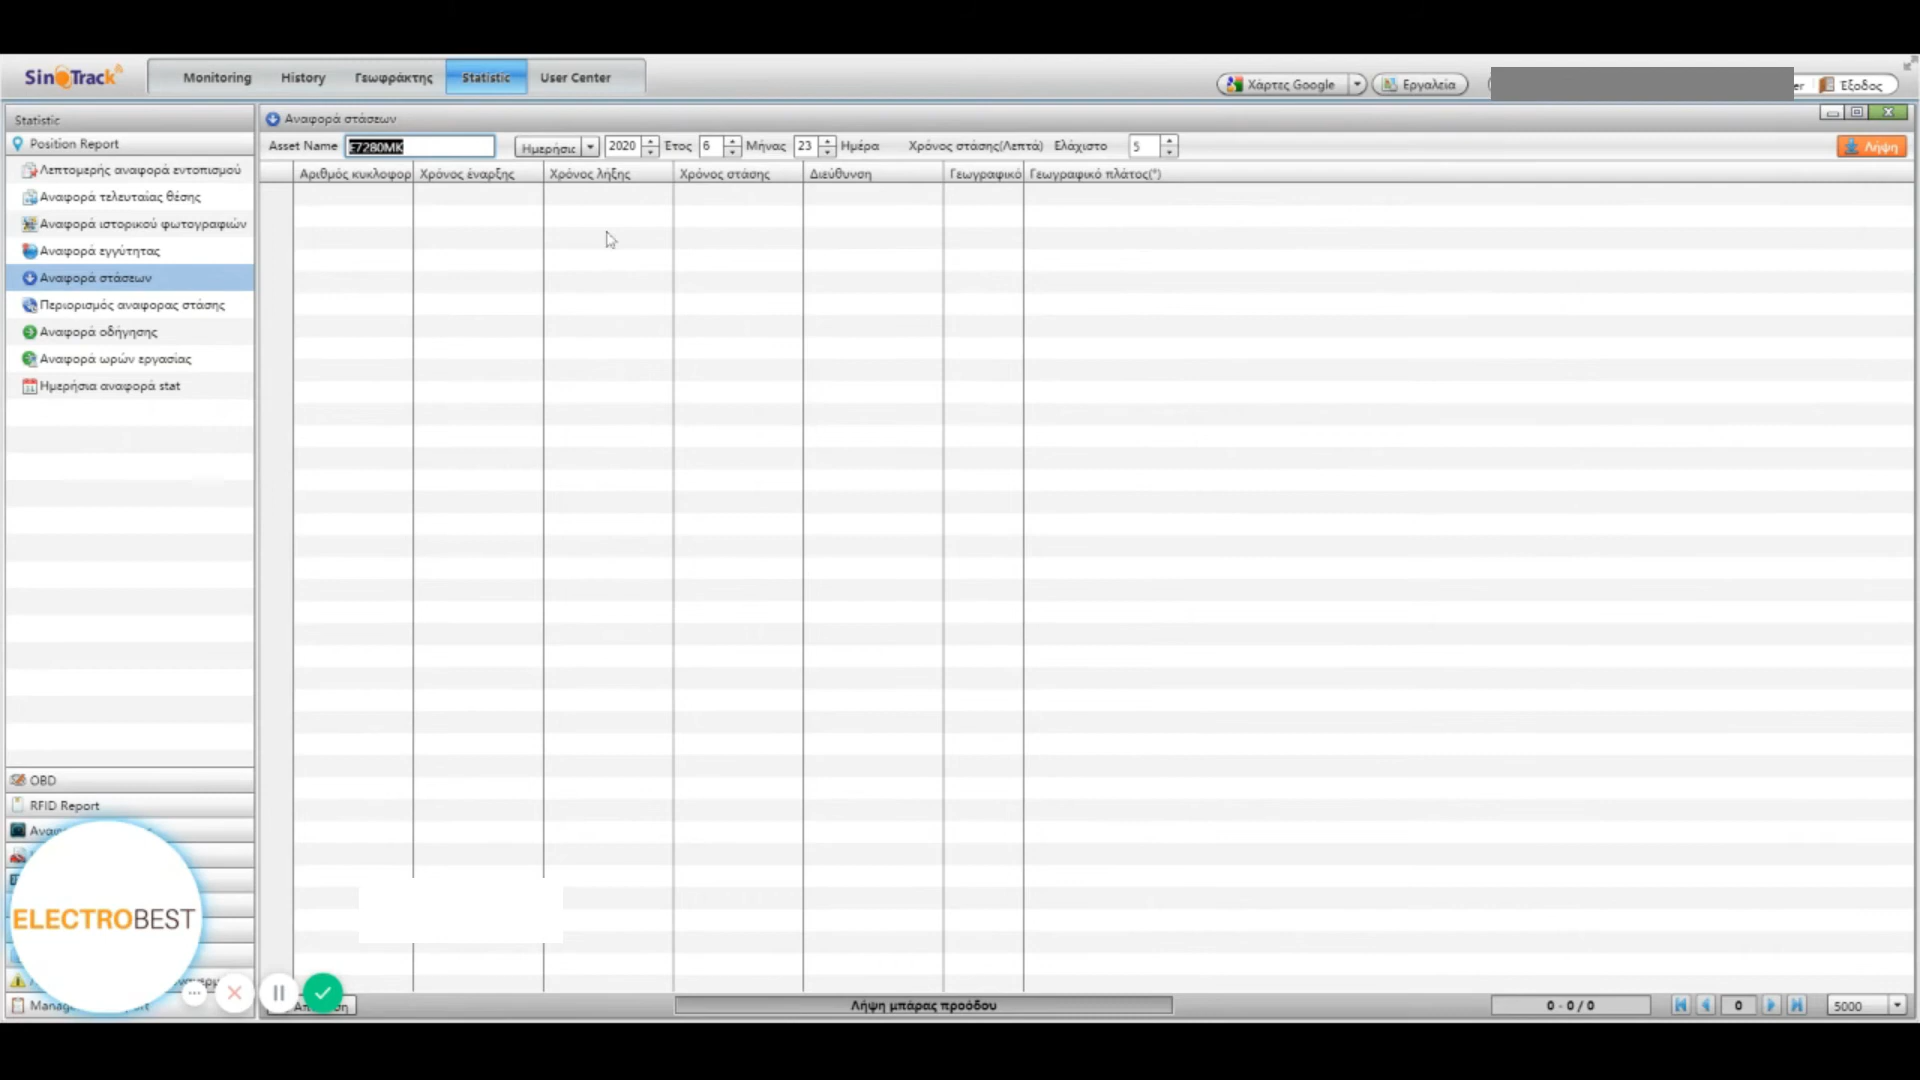 SinoTrack
Monitoring History Γεωφράκτης Statistic User Center
Χάρτες Google Εργαλεία er Έξοδος
Statistic
Αναφορά στάσεων
Position Report
Asset Name Ημερήσιc 2020 Ετος 6 Μήνας 23 Ημέρα Χρόνος στάσης(Λεπτά) Ελάχιστο 5 Λήψη
Αριθμός κυκλοφορ Χρόνος έναρξης Χρόνος λήξης Χρόνος στάσης Διεύθυνση Γεωγραφικό Γεωγραφικό πλάτος(°)
Λεπτομερής αναφορά εντοπισμού
Αναφορά τελευταίας θέσης
Αναφορά ιστορικού φωτογραφιών
Αναφορά εγγύτητας
Αναφορά στάσεων
Περιορισμός αναφορας στάσης
Αναφορά οδήγησης
Αναφορά ωρών εργασίας
Ημερήσια αναφορά stat
OBD
RFID Report
ELECTROBEST
Λήψη μπάρας προόδου 0 - 0 / 0 0 5000